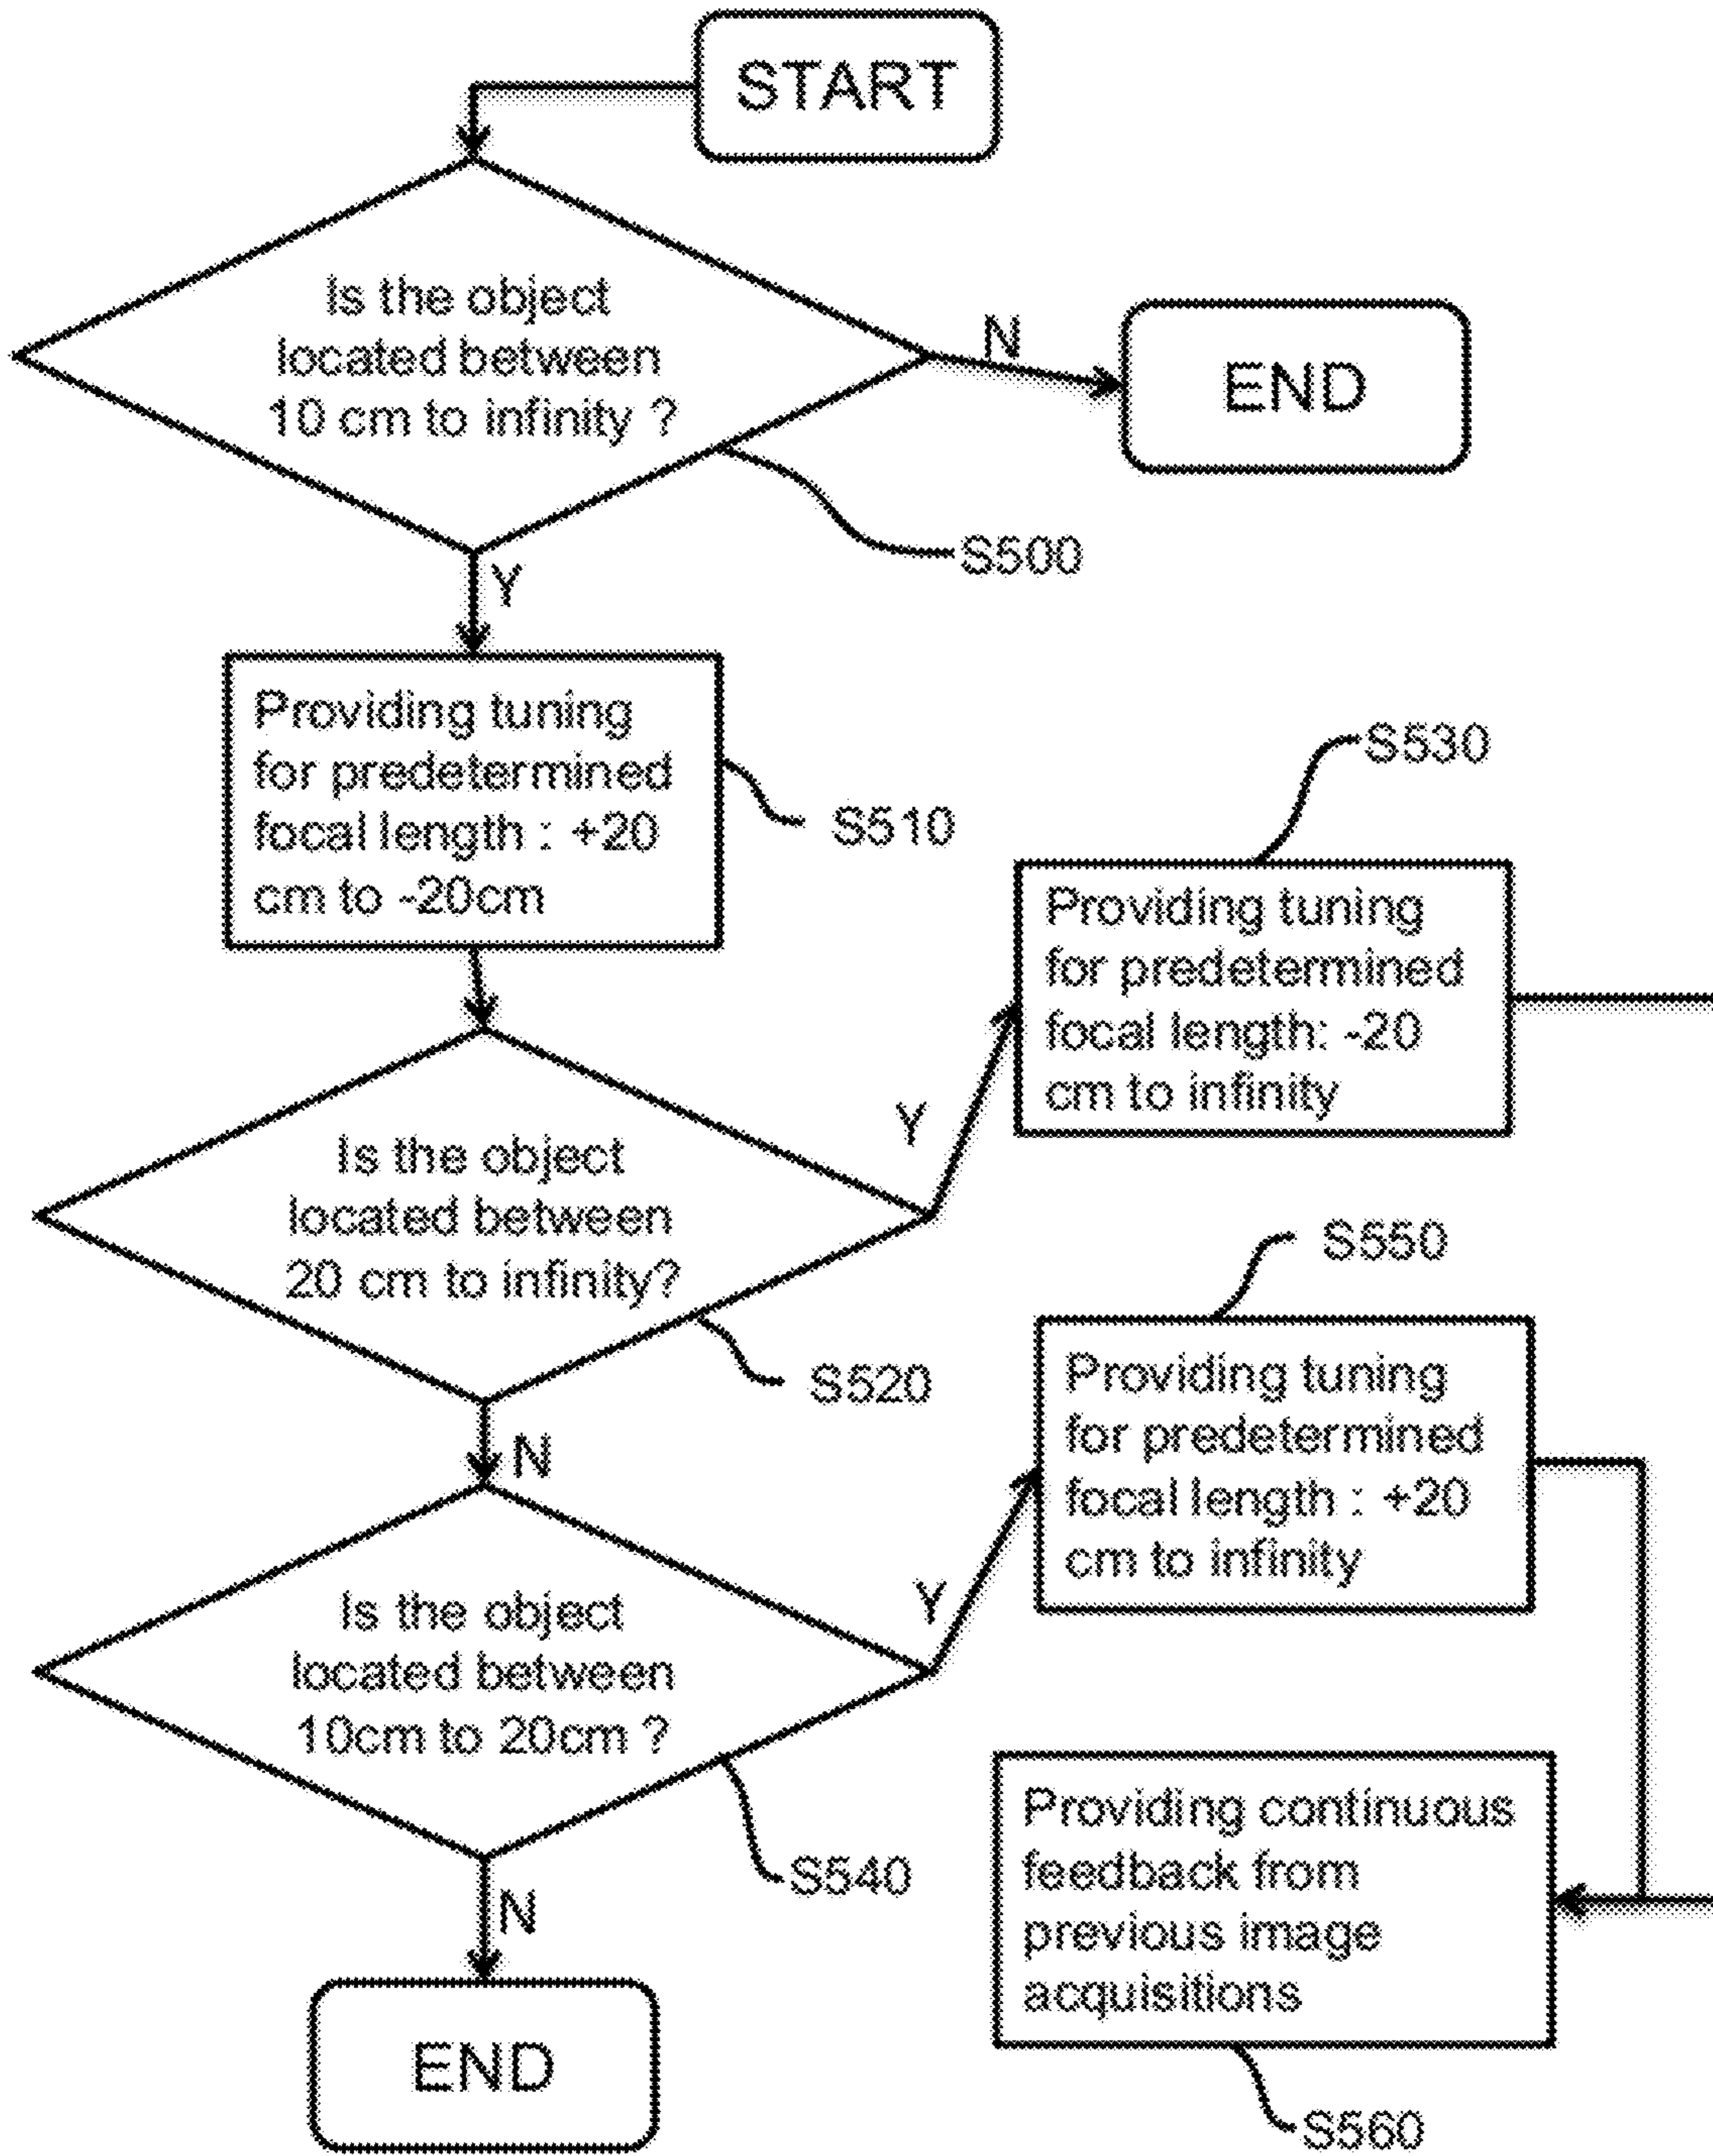 START
Is the object
located between
10 cm to infinity ?
N
END
S500
Y
Providing tuning
for predetermined
focal length : +20
cm to -20cm
S510
S530
Providing tuning
for predetermined
focal length: -20
cm to infinity
Is the object
located between
20 cm to infinity?
Y
S520
N
S550
Providing tuning
for predetermined
focal length : +20
cm to infinity
Is the object
located between
10cm to 20cm ?
Y
S540
N
END
Providing continuous
feedback from
previous image
acquisitions
S560